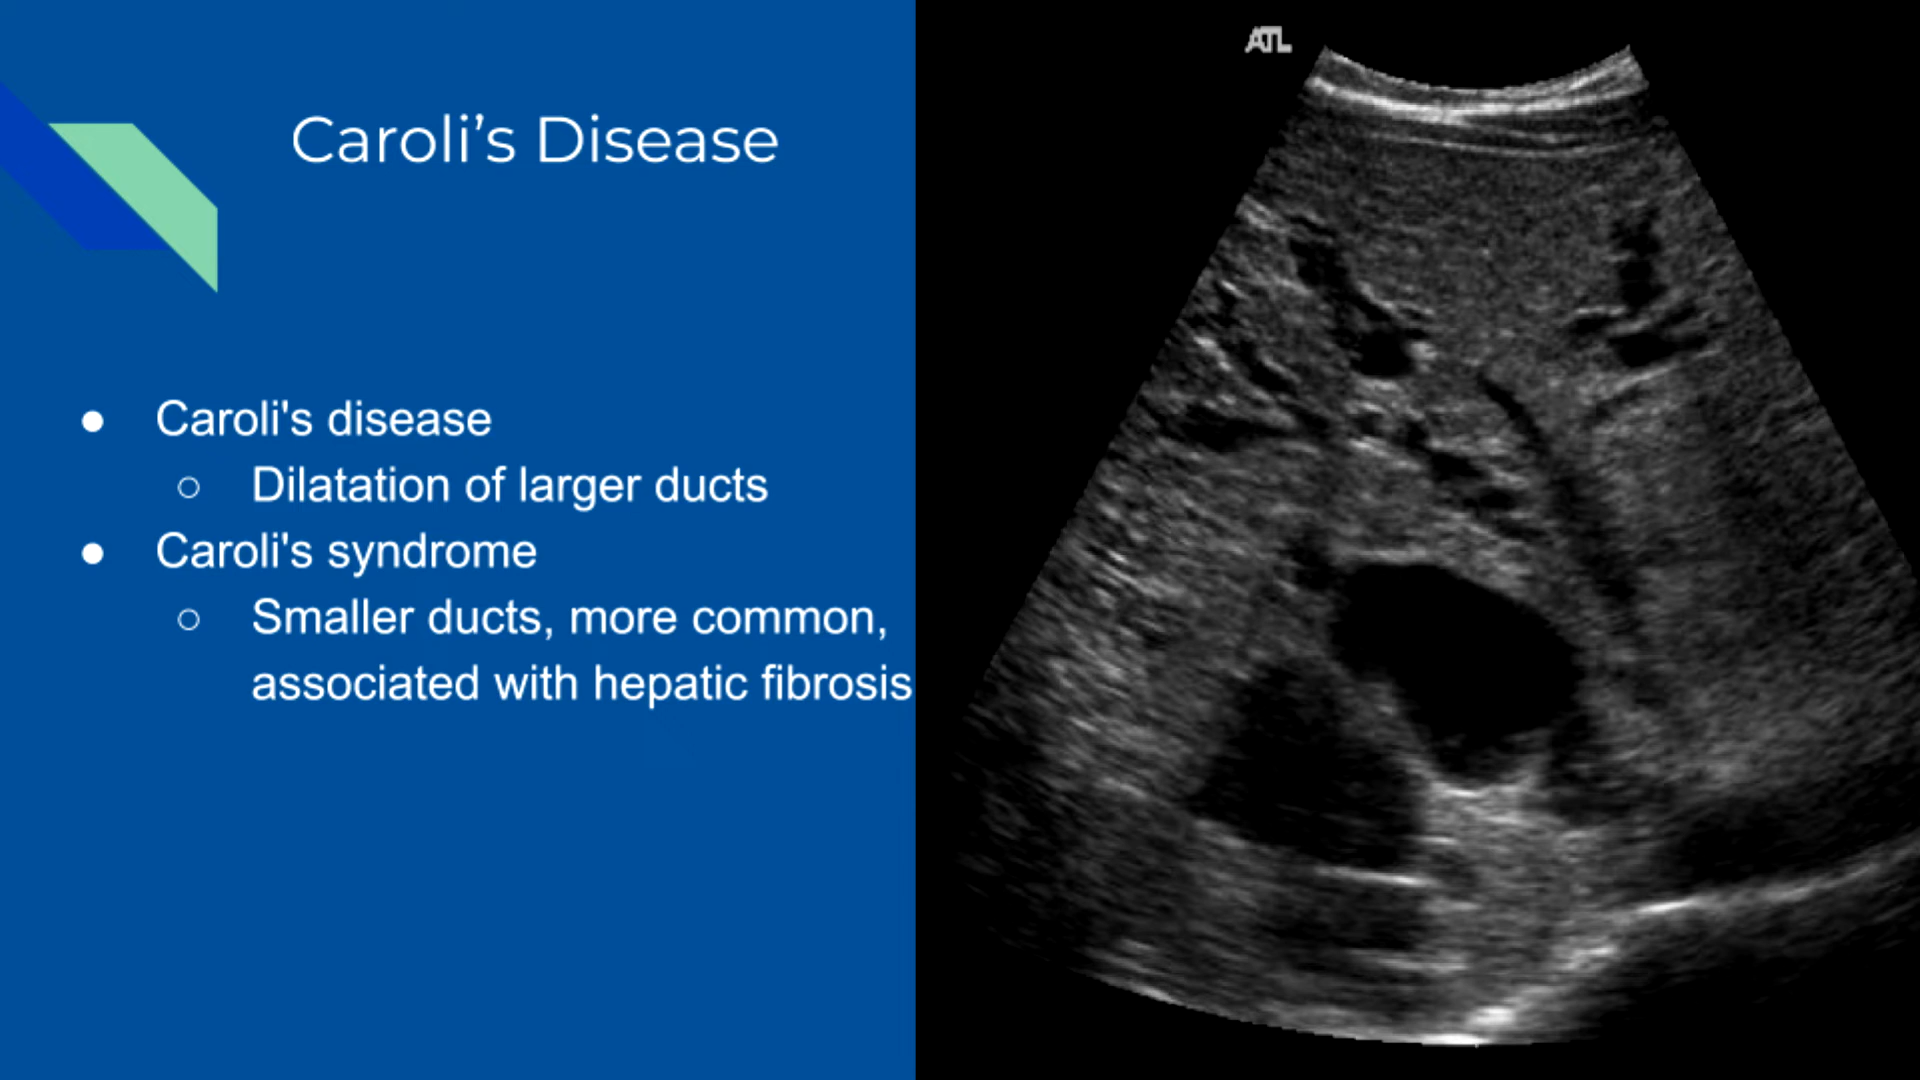 Caroli’s Disease
● Caroli's disease
○ Dilatation of larger ducts
● Caroli's syndrome
○ Smaller ducts, more common,
associated with hepatic fibrosis
ATL